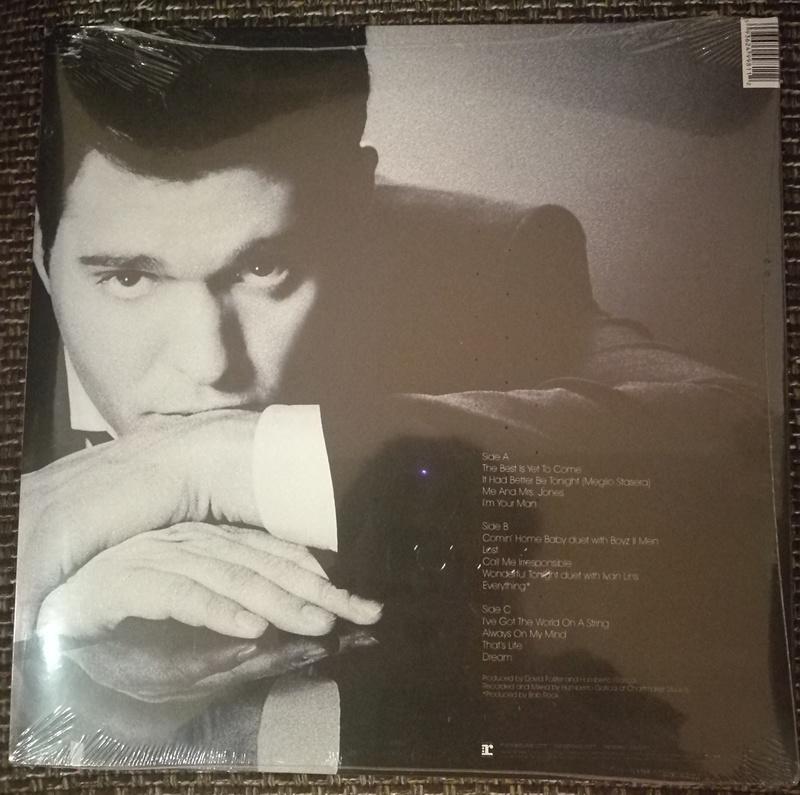 Side A
The Best Is Yet To Come
It Had Better Be Tonight (Meglio Stasera)
Me And Mrs. Jones
I'm Your Man
Side B
Comin' Home Baby duet with Boyz II Men
Lost
Call Me Irresponsible
Wonderful Tonight duet with Ivan Lins
Everything*
Side C
I've Got The World On A String
Always On My Mind
That's Life
Dream
Produced by David Foster and Humberto Gatica
Recorded and Mixed by Humberto Gatica at Chartmaker Studios
*Produced by Bob Rock
r